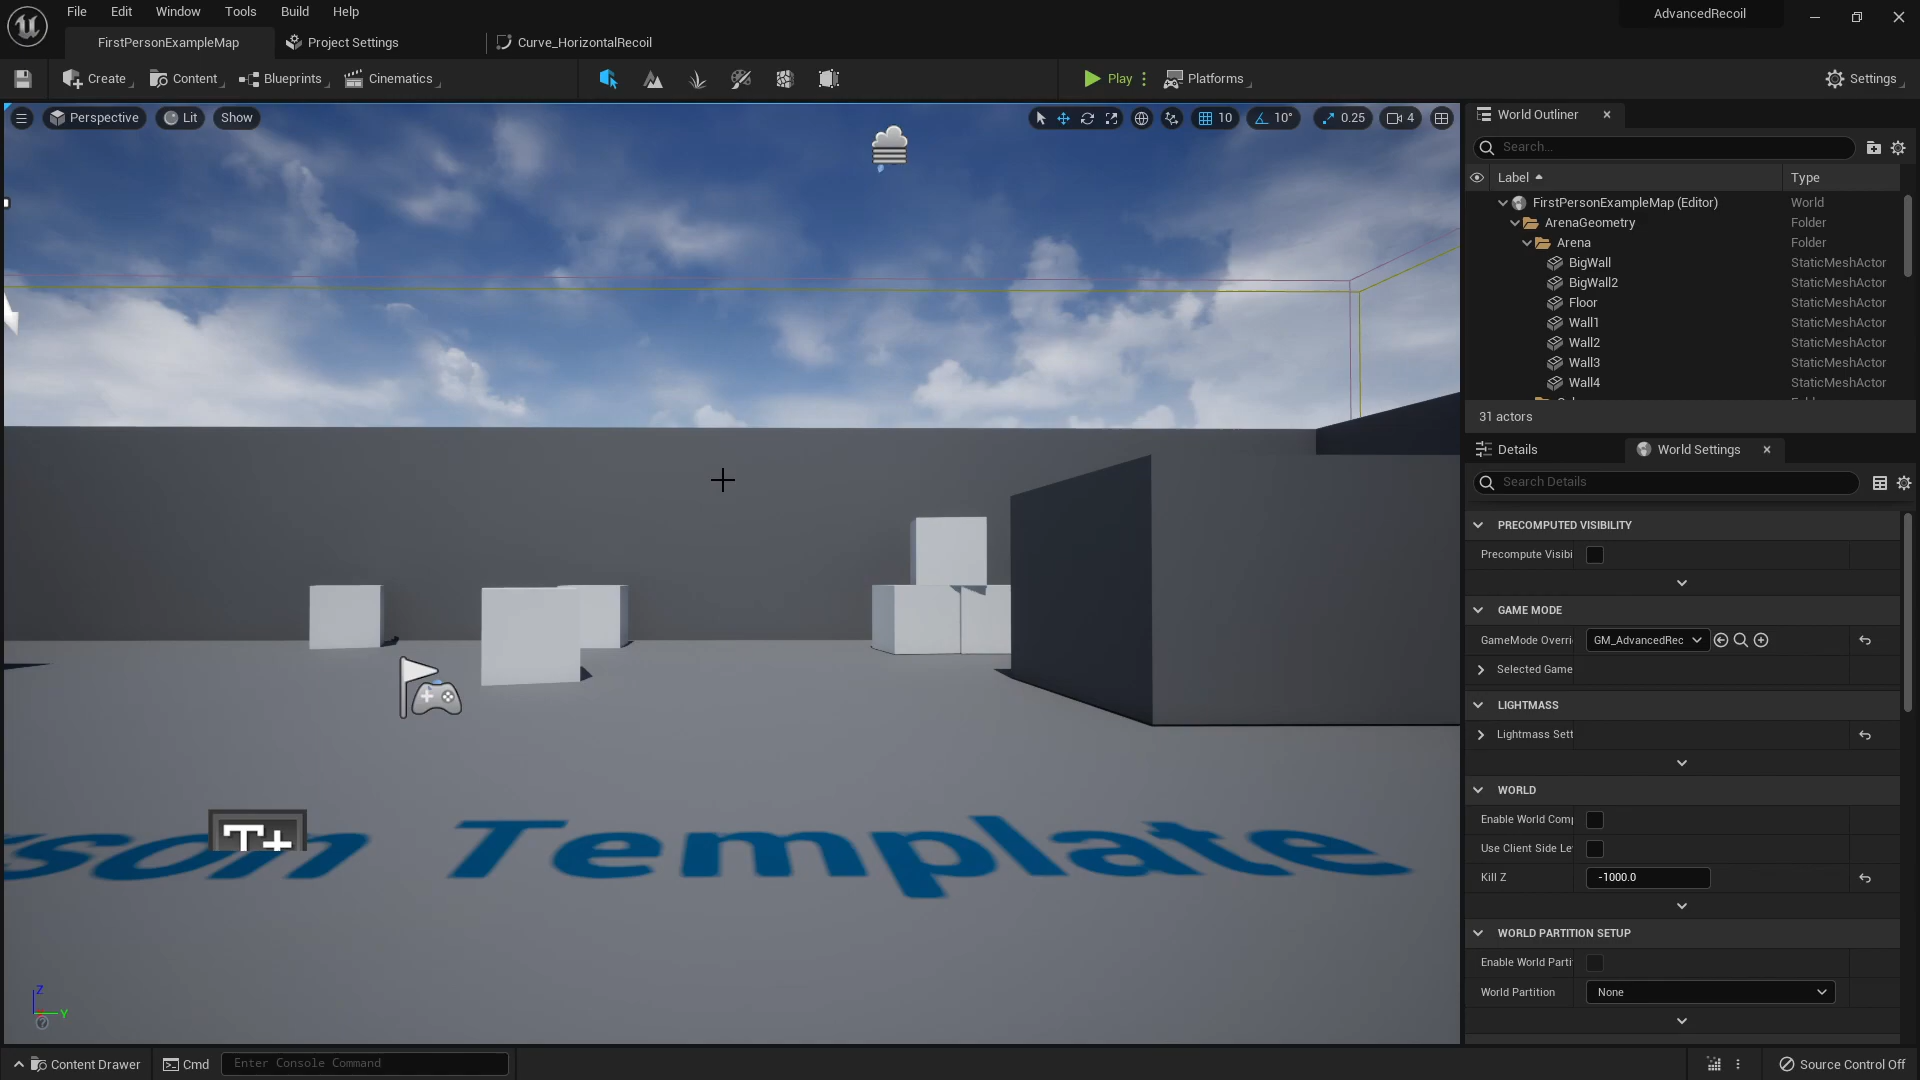 File Edit Window Tools Build Help
AdvancedRecoil
FirstPersonExampleMap
Project Settings
Curve_HorizontalRecoil
Create
Content
Blueprints
Cinematics
Play
Platforms
Settings
Perspective
Lit
Show
10
10°
0.25
4
World Outliner
Search...
Label
Type
FirstPersonExampleMap (Editor) World
ArenaGeometry Folder
Arena Folder
BigWall StaticMeshActor
BigWall2 StaticMeshActor
Floor StaticMeshActor
Wall1 StaticMeshActor
Wall2 StaticMeshActor
Wall3 StaticMeshActor
Wall4 StaticMeshActor
31 actors
Details
World Settings
Search Details
PRECOMPUTED VISIBILITY
Precompute Visibi
GAME MODE
GameMode Overri GM_AdvancedRec
Selected Game
LIGHTMASS
Lightmass Sett
WORLD
Enable World Comp
Use Client Side Le
Kill Z -1000.0
WORLD PARTITION SETUP
Enable World Parti
World Partition None
T+
son Template
Z
Y
Content Drawer
Cmd
Enter Console Command
Source Control Off